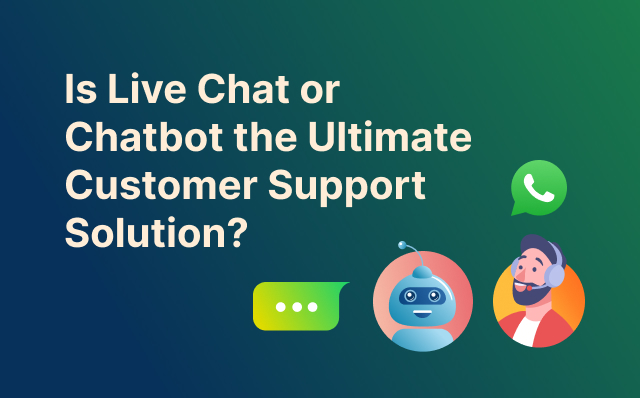 Is Live Chat or
Chatbot the Ultimate
Customer Support
Solution?